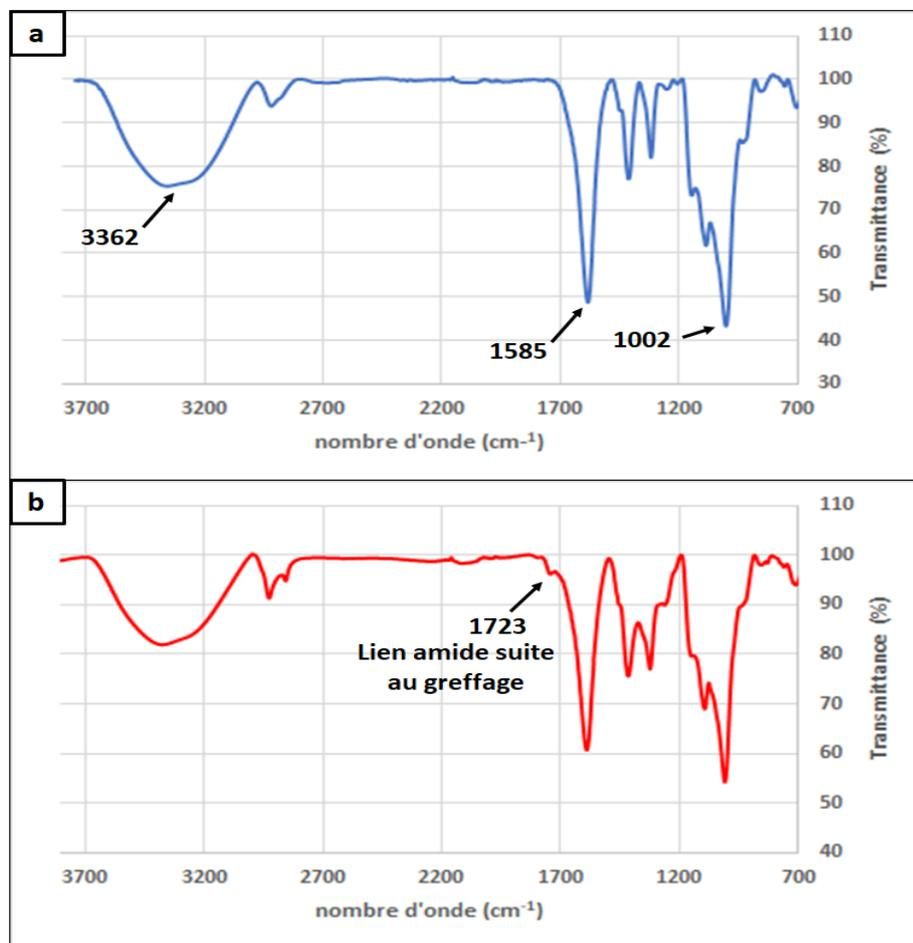 a
110
100
90
80
70
60
50
40
30
Transmittance (%)
3362
1585
1002
3700 3200 2700 2200 1700 1200 700
nombre d'onde (cm-¹)
b
110
100
90
80
70
60
50
40
Transmittance (%)
1723
Lien amide suite
au greffage
3700 3200 2700 2200 1700 1200 700
nombre d'onde (cm-¹)